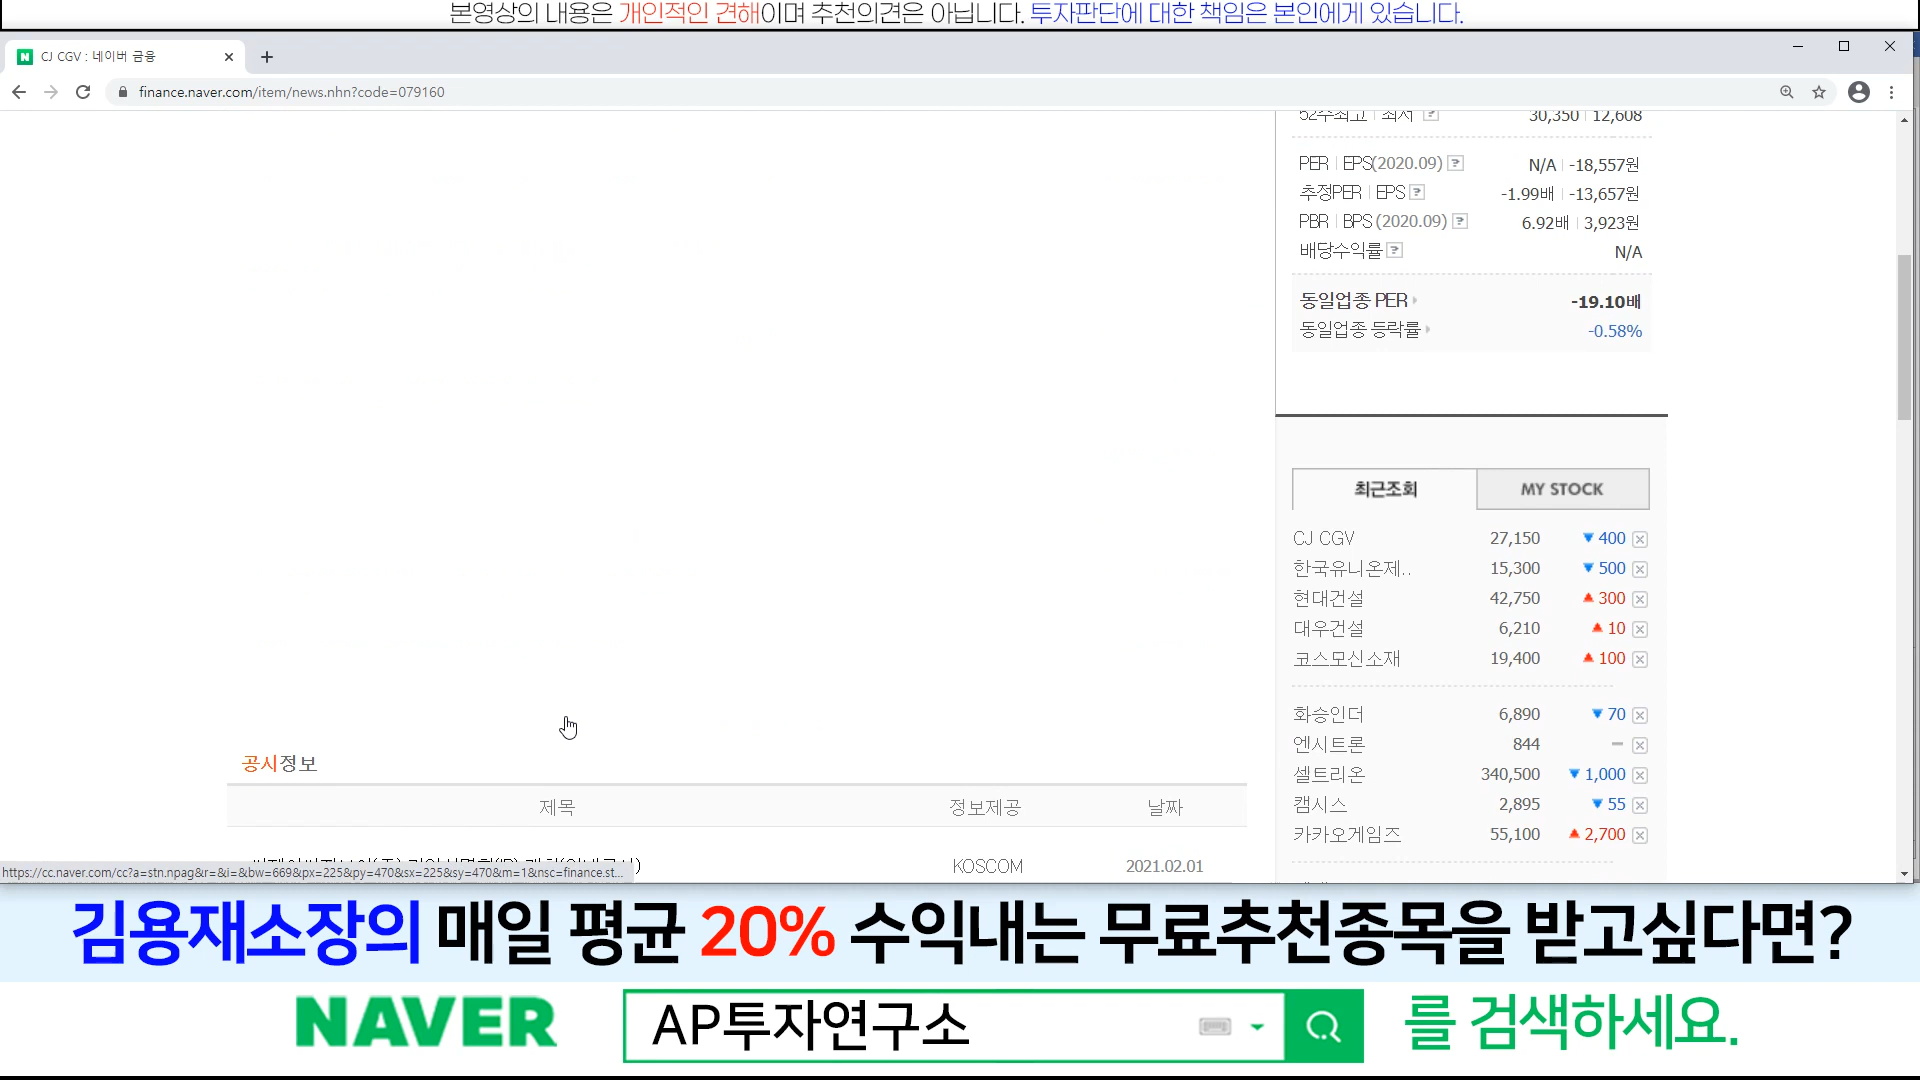 본영상의 내용은 개인적인 견해이며 추천의견은 아닙니다. 투자판단에 대한 책임은 본인에게 있습니다.
CJ CGV : 네이버 금융
finance.naver.com/item/news.nhn?code=079160
52주최고 최저 30,350 12,608
PER EPS(2020.09) N/A -18,557원
추정PER EPS -1.99배 -13,657원
PBR BPS (2020.09) 6.92배 3,923원
배당수익률 N/A
동일업종 PER -19.10배
동일업종 등락률 -0.58%
최근조회 MY STOCK
CJ CGV 27,150 ▼ 400
한국유니온제.. 15,300 ▼ 500
현대건설 42,750 ▲ 300
대우건설 6,210 ▲ 10
코스모신소재 19,400 ▲ 100
화승인더 6,890 ▼ 70
엔시트론 844
셀트리온 340,500 ▼ 1,000
캠시스 2,895 ▼ 55
카카오게임즈 55,100 ▲ 2,700
공시정보
제목 정보제공 날짜
KOSCOM 2021.02.01
https://cc.naver.com/cc?a=stn.npag&r=&i=&bw=669&px=225&py=470&sx=225&sy=470&m=1&nsc=finance.st...
김용재소장의 매일 평균 20% 수익내는 무료추천종목을 받고싶다면?
NAVER AP투자연구소 를 검색하세요.